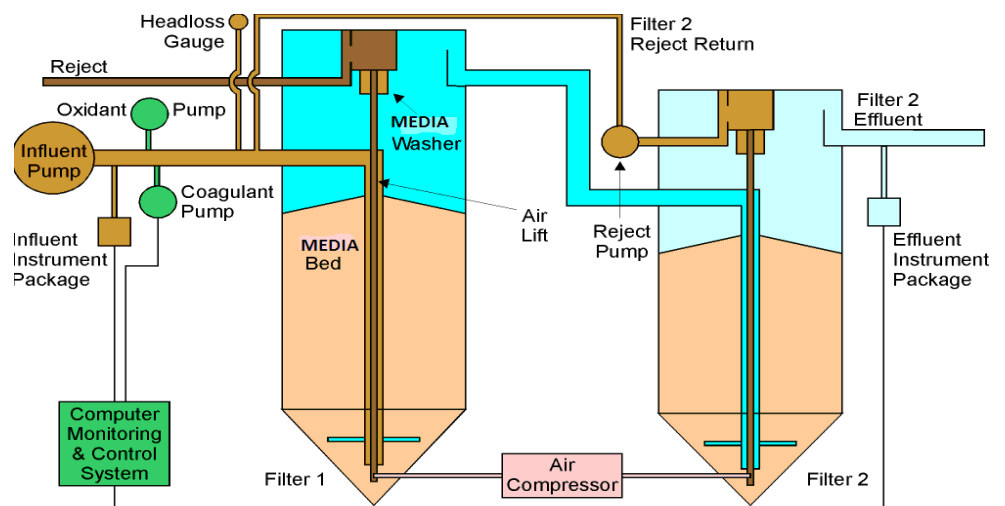 Headloss
Gauge
Filter 2
Reject Return
Reject
Oxidant
Pump
MEDIA
Washer
Filter 2
Effluent
Influent
Pump
Coagulant
Pump
Air
Lift
Reject
Pump
Influent
Instrument
Package
MEDIA
Bed
Effluent
Instrument
Package
Computer
Monitoring
& Control
System
Filter 1
Air
Compressor
Filter 2